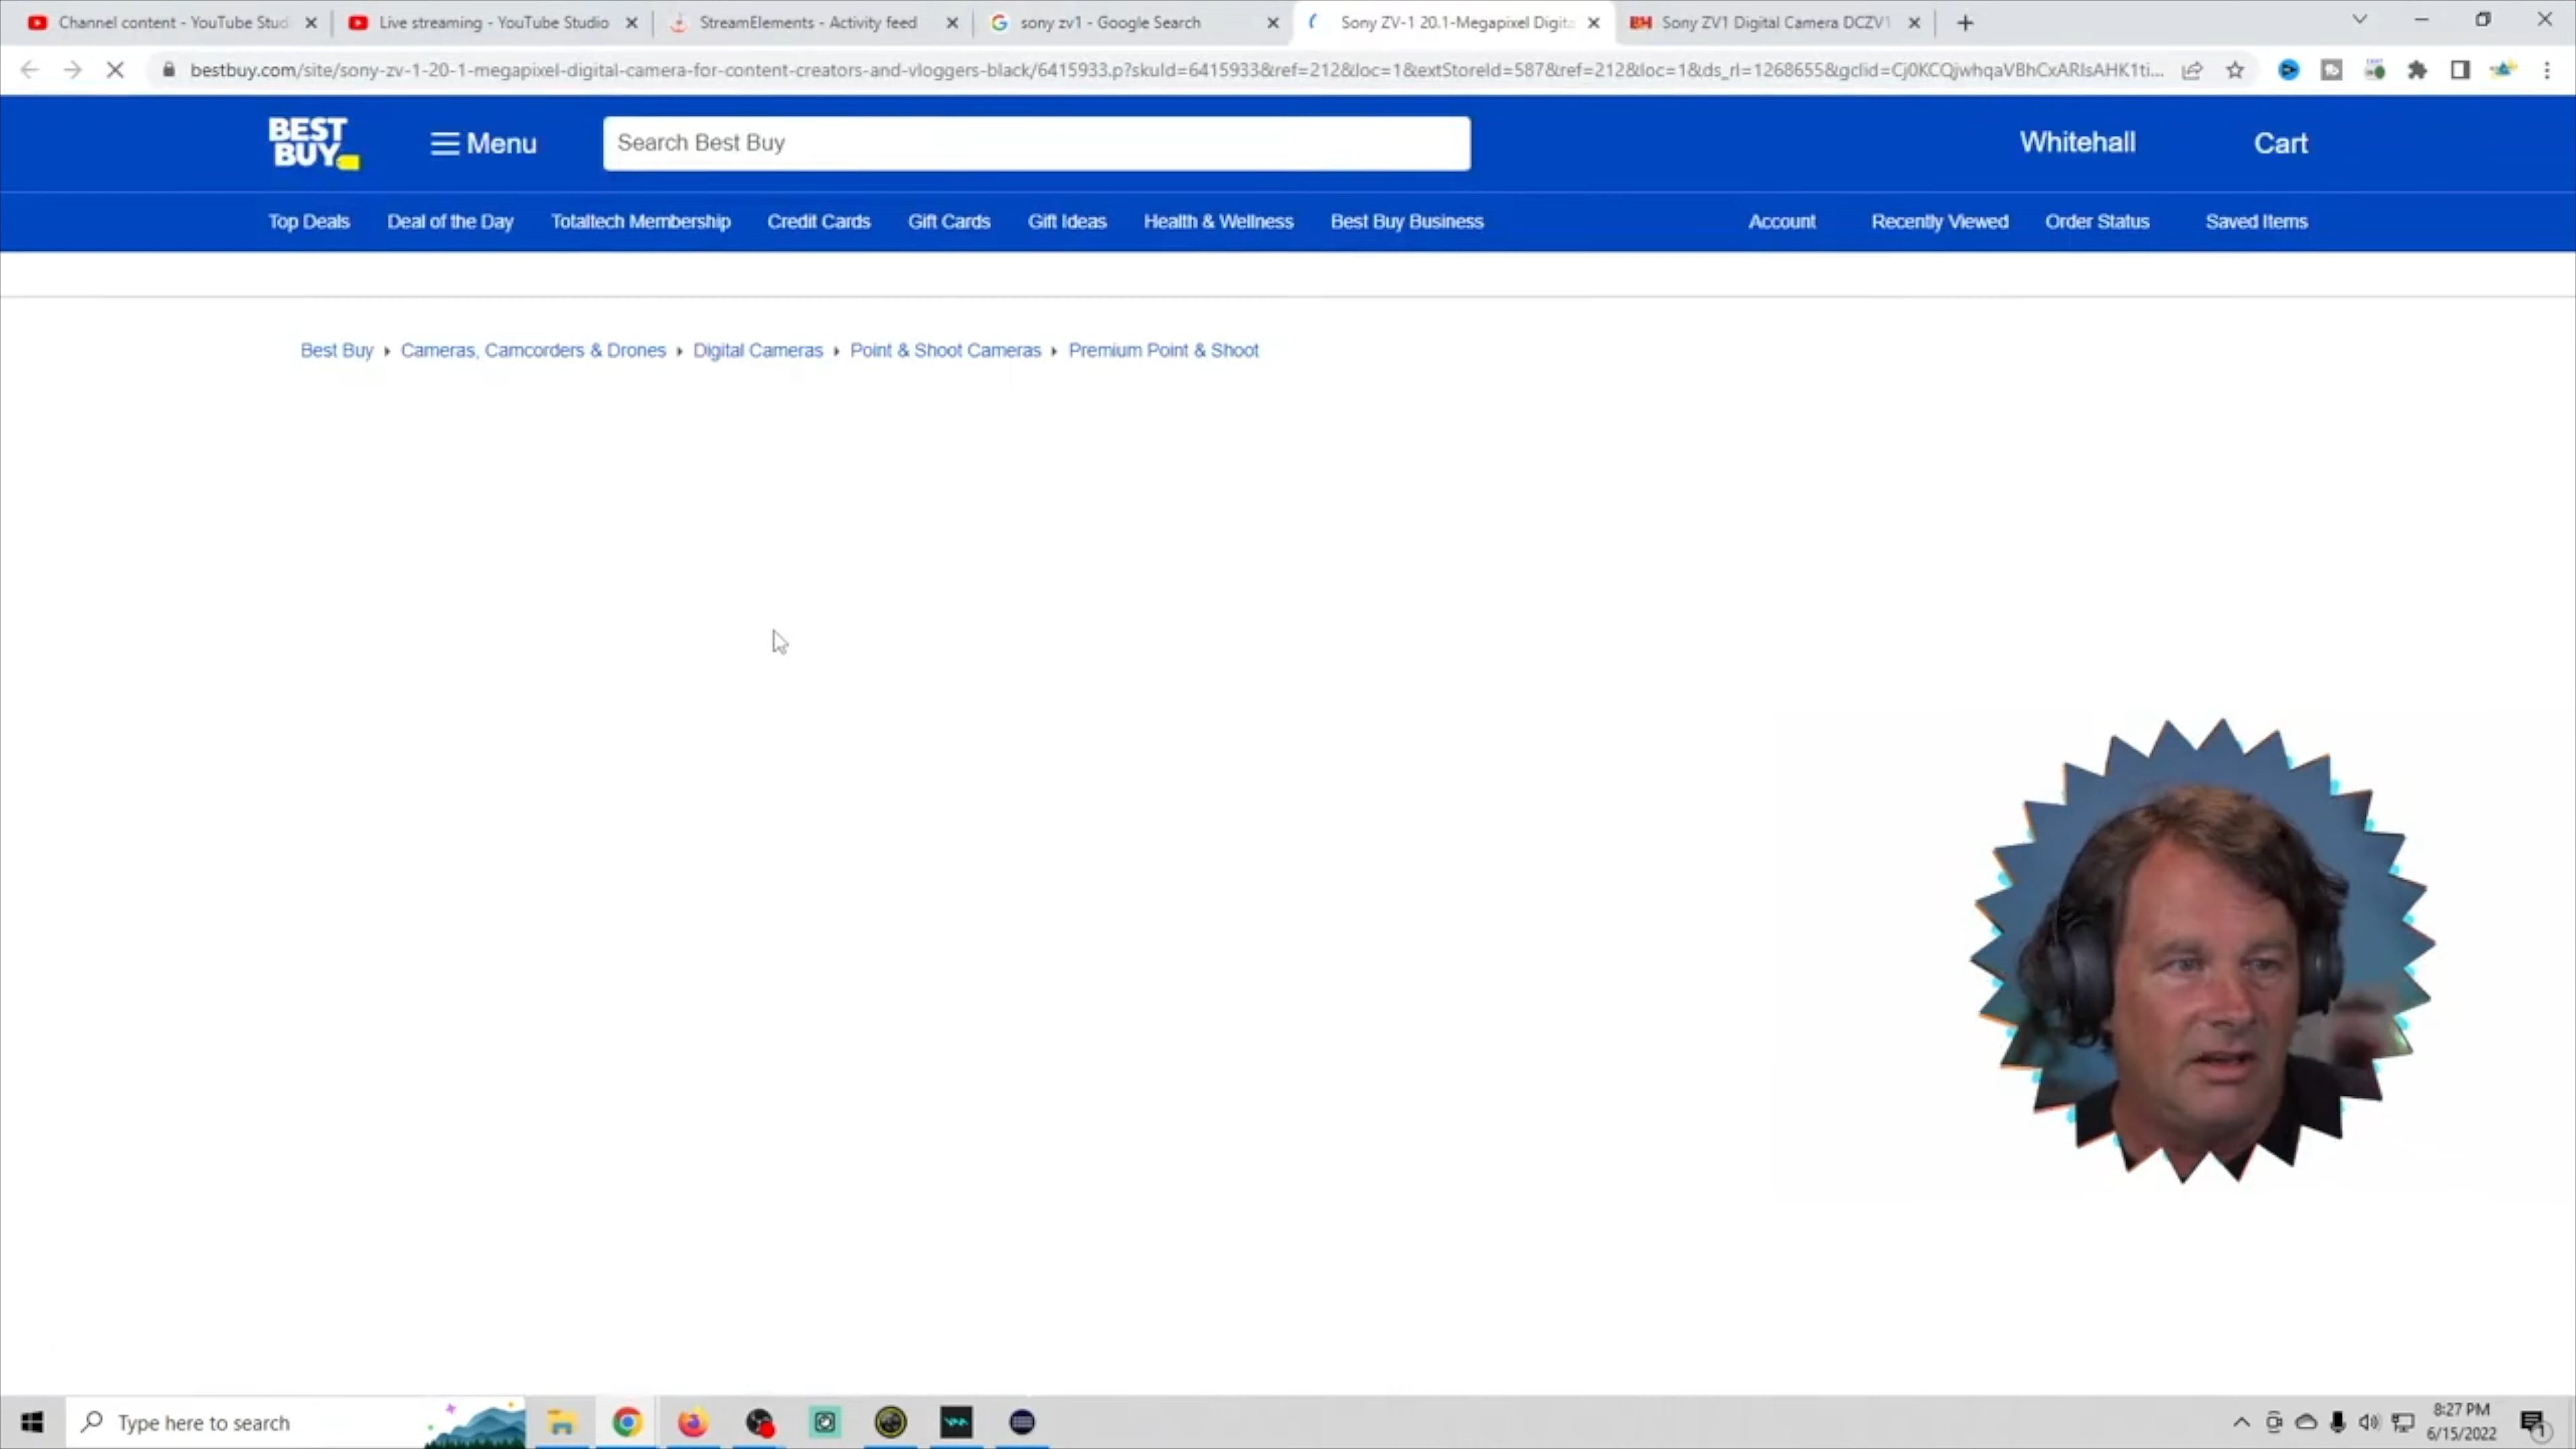 Channel content - YouTube Stud
Live streaming - YouTube Studio
StreamElements - Activity feed
sony zv1 - Google Search
Sony ZV-1 20.1-Megapixel Digita
BH Sony ZV1 Digital Camera DCZV1
bestbuy.com/site/sony-zv-1-20-1-megapixel-digital-camera-for-content-creators-and-vloggers-black/6415933.p?skuId=6415933&ref=212&loc=1&extStoreId=587&ref=212&loc=1&ds_rl=1268655&gclid=Cj0KCQjwhqaVBhCxARIsAHK1ti...
BEST
BUY
Menu
Search Best Buy
Whitehall
Cart
Top Deals
Deal of the Day
Totaltech Membership
Credit Cards
Gift Cards
Gift Ideas
Health & Wellness
Best Buy Business
Account
Recently Viewed
Order Status
Saved Items
Best Buy
Cameras, Camcorders & Drones
Digital Cameras
Point & Shoot Cameras
Premium Point & Shoot
Type here to search
8:27 PM
6/15/2022
1